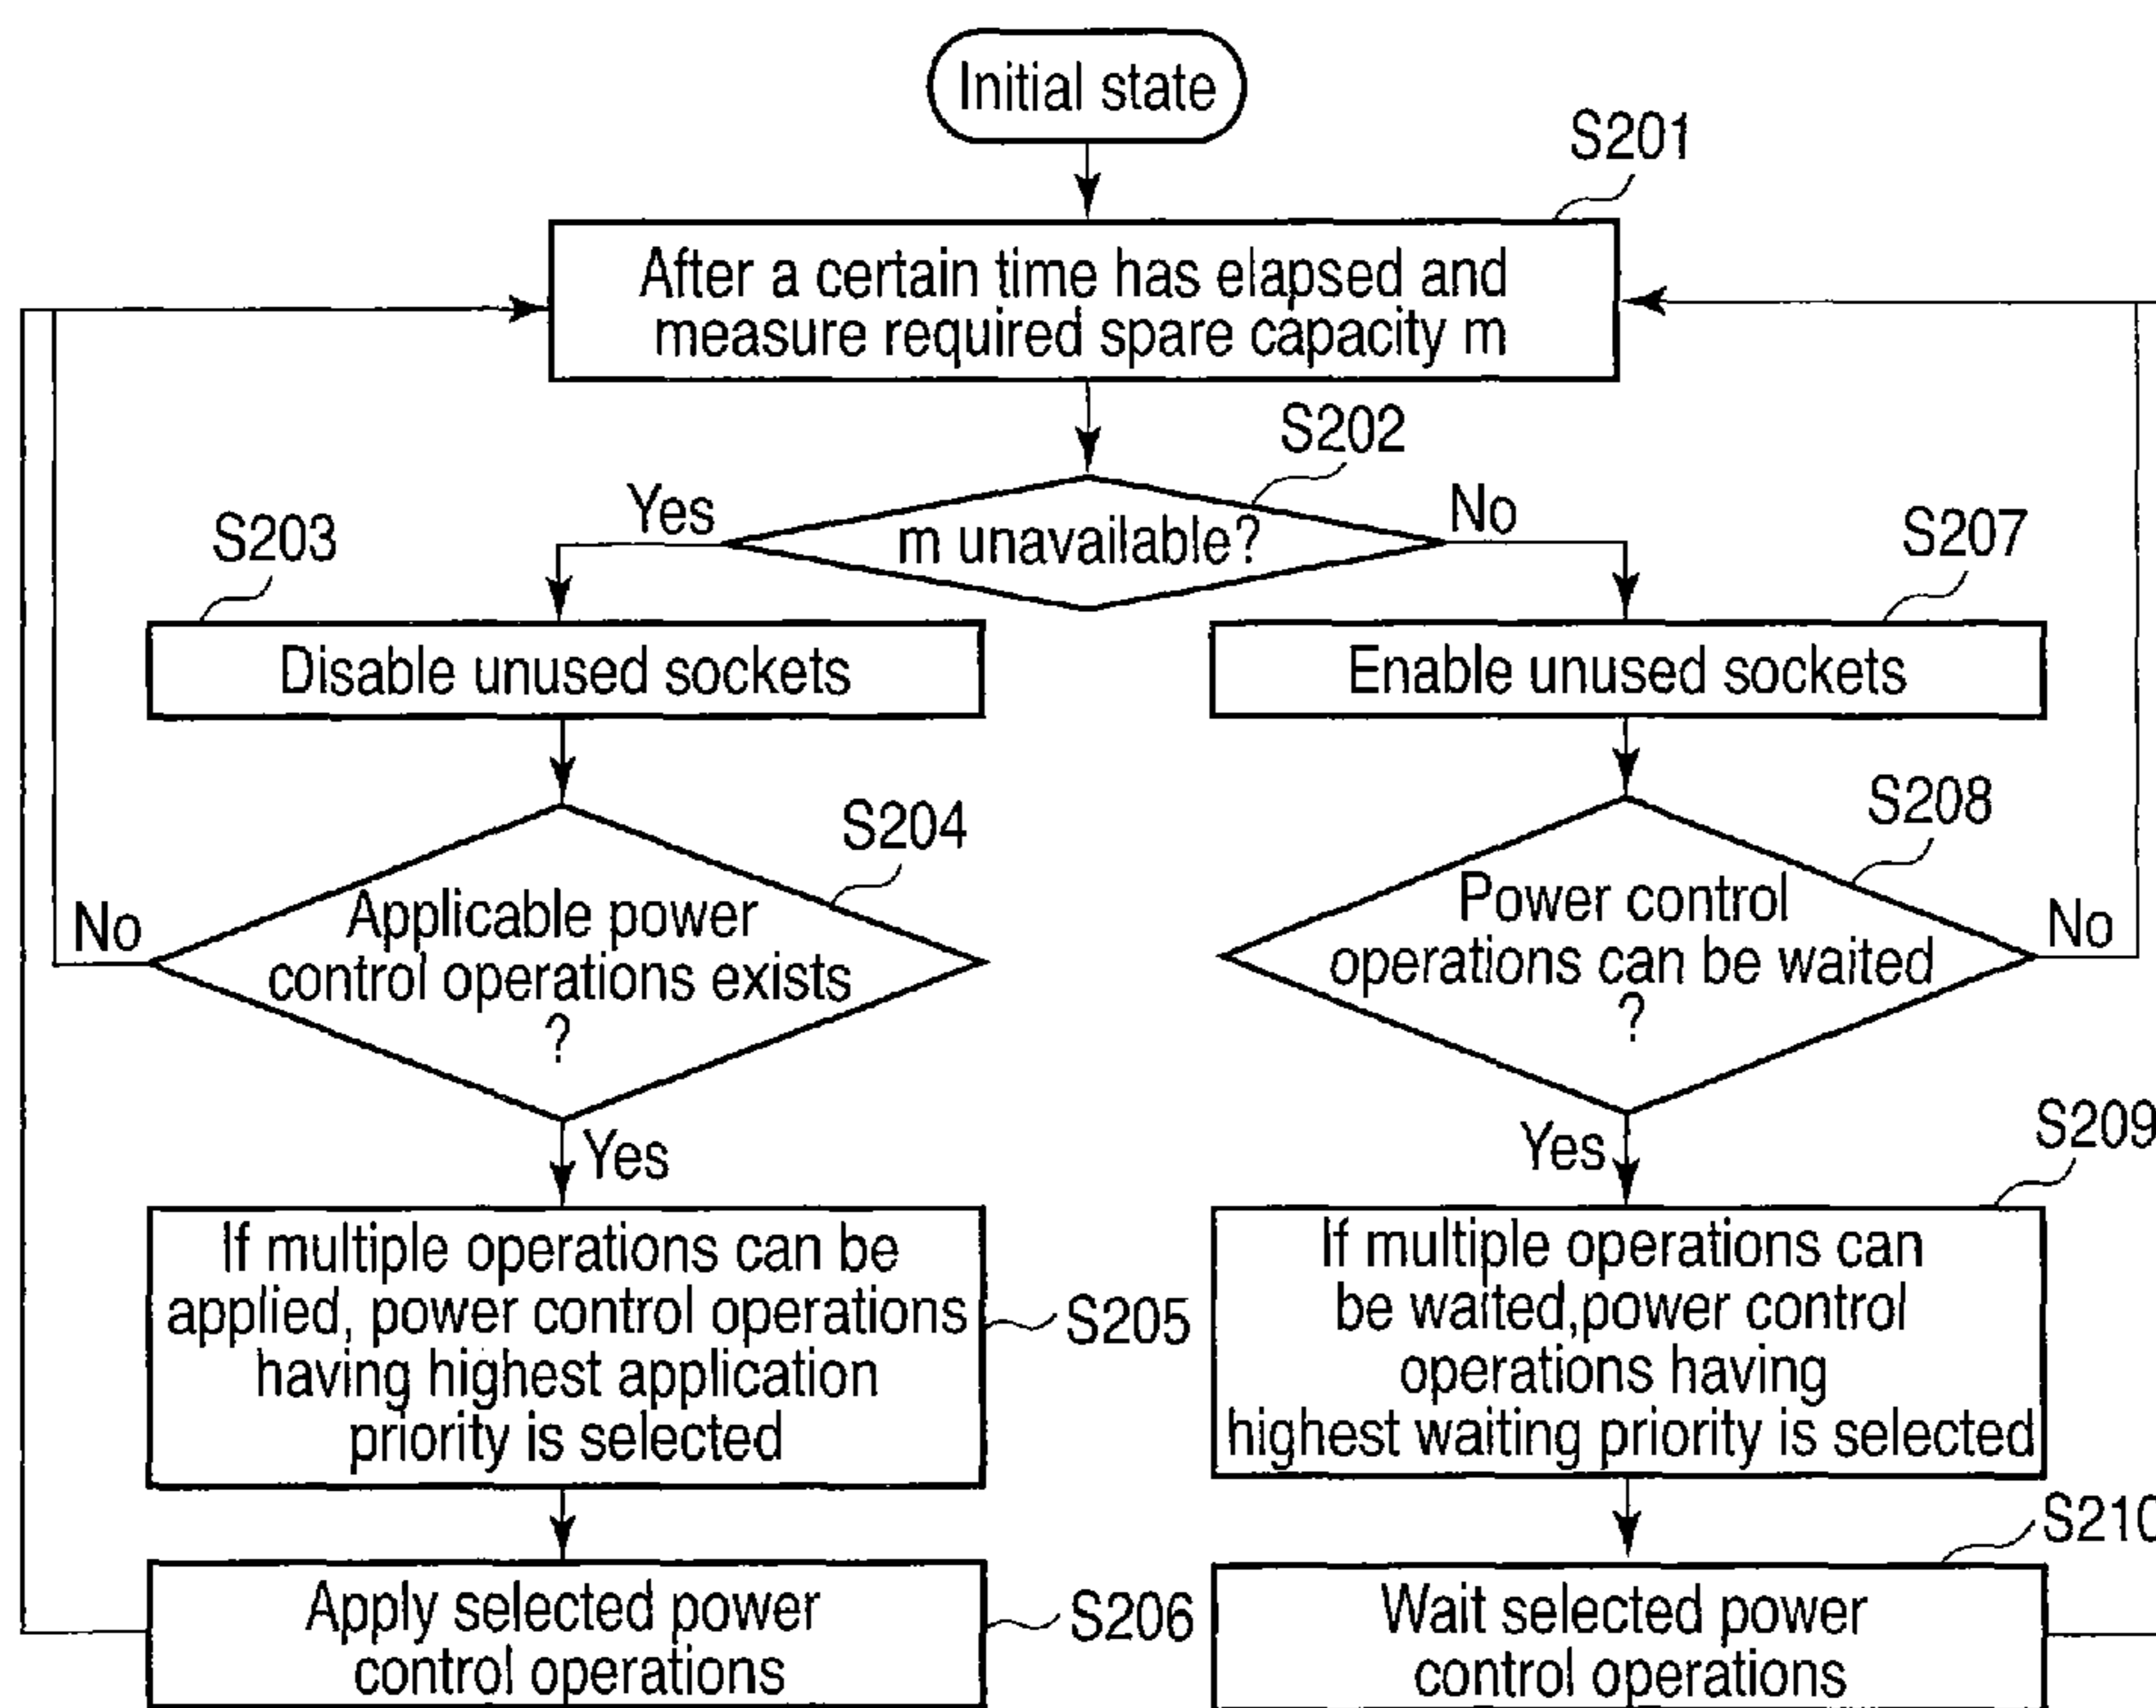 Initial state
S201
After a certain time has elapsed and
measure required spare capacity m
S202
Yes
m unavailable?
No
S203
S207
Disable unused sockets
Enable unused sockets
S204
S208
Applicable power
control operations exists
?
No
Power control
operations can be waited
?
No
Yes
Yes
S209
If multiple operations can be
applied, power control operations
having highest application
priority is selected
S205
If multiple operations can
be waited,power control
operations having
highest waiting priority is selected
S210
Apply selected power
control operations
S206
Wait selected power
control operations